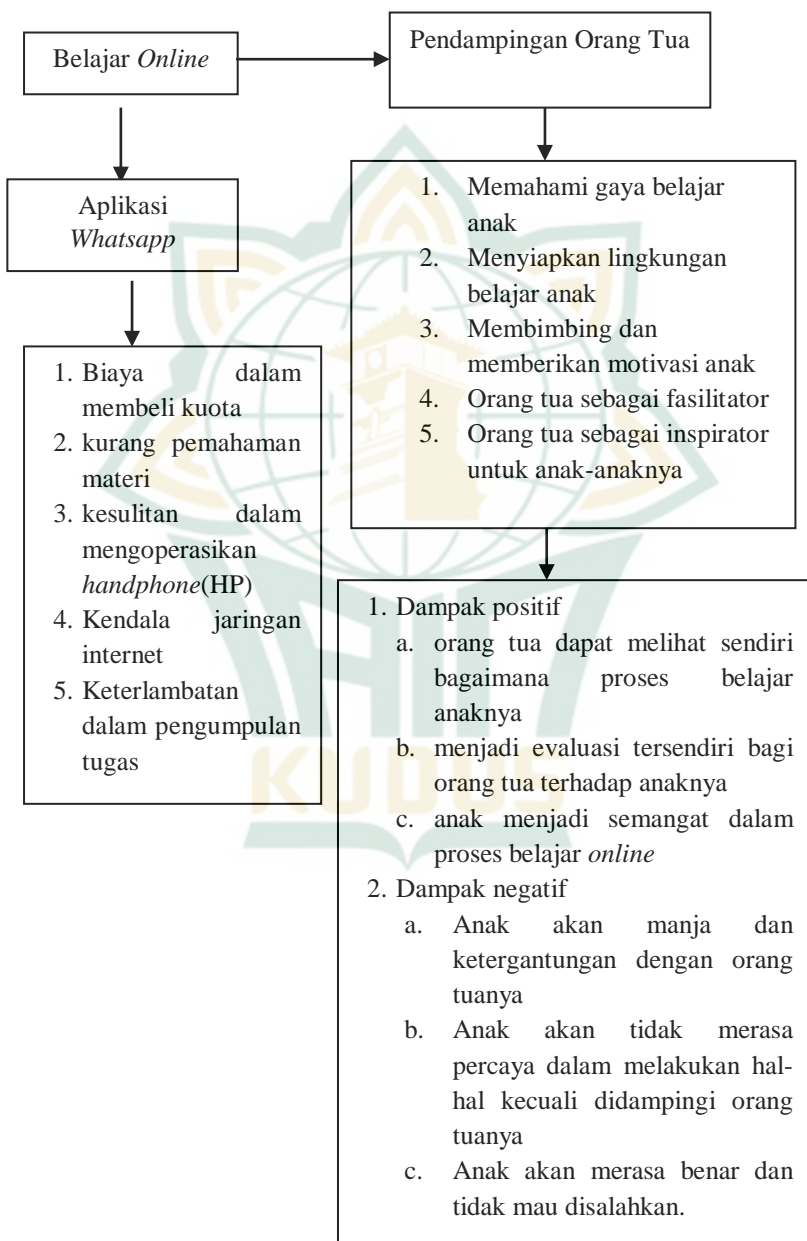 Belajar Online
Pendampingan Orang Tua
Aplikasi
Whatsapp
1. Memahami gaya belajar
anak
2. Menyiapkan lingkungan
belajar anak
3. Membimbing dan
memberikan motivasi anak
4. Orang tua sebagai fasilitator
5. Orang tua sebagai inspirator
untuk anak-anaknya
1. Biaya dalam
membeli kuota
2. kurang pemahaman
materi
3. kesulitan dalam
mengoperasikan
handphone(HP)
4. Kendala jaringan
internet
5. Keterlambatan
dalam pengumpulan
tugas
1. Dampak positif
a. orang tua dapat melihat sendiri
bagaimana proses belajar
anaknya
b. menjadi evaluasi tersendiri bagi
orang tua terhadap anaknya
c. anak menjadi semangat dalam
proses belajar online
2. Dampak negatif
a. Anak akan manja dan
ketergantungan dengan orang
tuanya
b. Anak akan tidak merasa
percaya dalam melakukan hal-
hal kecuali didampingi orang
tuanya
c. Anak akan merasa benar dan
tidak mau disalahkan.
KUDUS